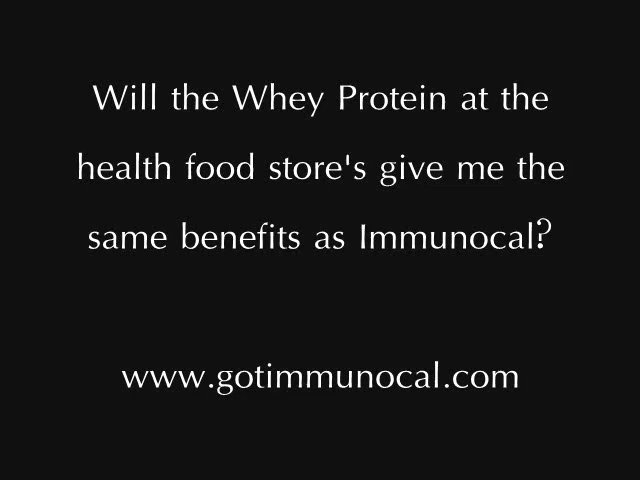 Will the Whey Protein at the
health food store's give me the
same benefits as Immunocal?
www.gotimmunocal.com